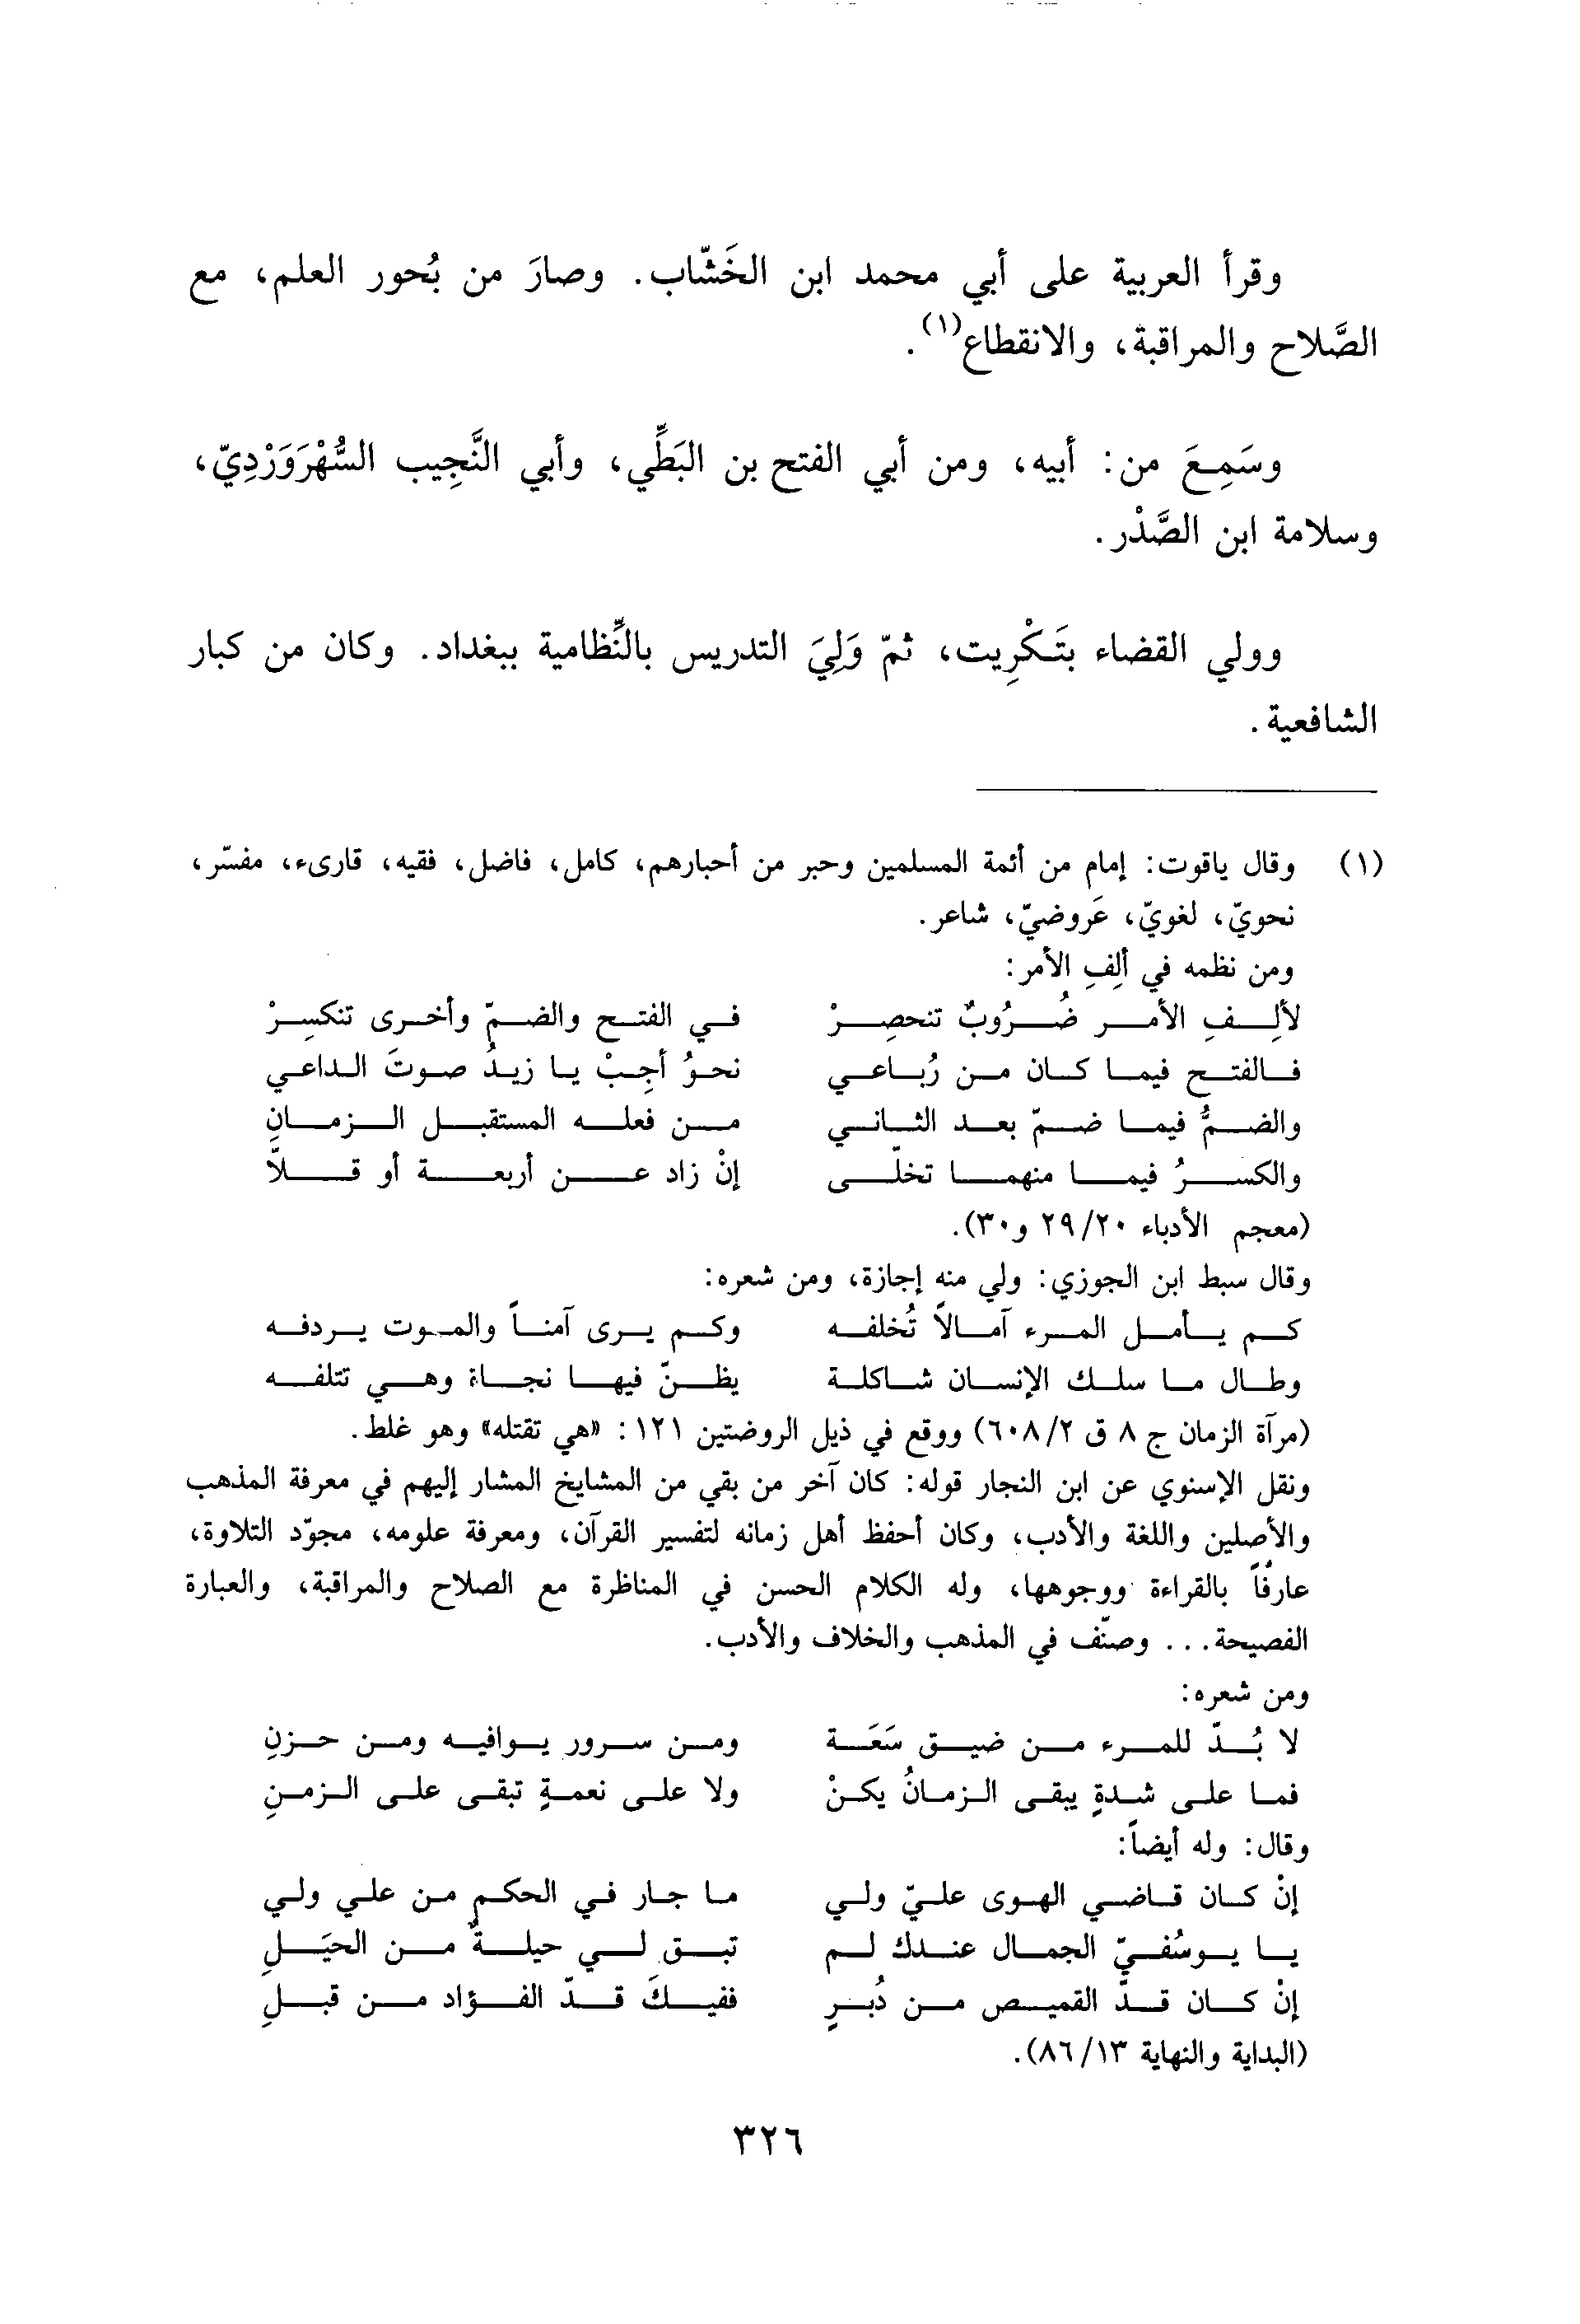 وقرأ العربية على أبي محمد ابن الخَشّاب. وصارَ من بُحور العلم، مع
الصَّلاح والمراقبة، والانقطاع(١).
وسَمِعَ من: أبيه، ومن أبي الفتح بن البَطِّي، وأبي النَّجِيب السُّهْرَوَرْدِيّ،
وسلامة ابن الصَّدْر.
وولي القضاء بتَكْرِيت، ثمّ وَلِيَ التدريس بالنِّظامية ببغداد. وكان من كبار
الشافعية.
(١) وقال ياقوت: إمام من أئمة المسلمين وحبر من أحبارهم، كامل، فاضل، فقيه، قارىء، مفسّر،
نحويّ، لغويّ، عَروضيّ، شاعر.
ومن نظمه في ألِفِ الأمر:
لألِفِ الأمر ضُرُوبٌ تنحصِرْ في الفتح والضمّ وأخرى تنكسِرْ
فالفتح فيما كان من رُباعي نحوُ أجِبْ يا زيدُ صوتَ الداعي
والضمُّ فيما ضمّ بعد الثاني من فعله المستقبل الزمانِ
والكسرُ فيما منهما تخلّى إنْ زاد عن أربعة أو قلاّ
(معجم الأدباء ٢٩/٢٠ و٣٠).
وقال سبط ابن الجوزي: ولي منه إجازة، ومن شعره:
كم يأمل المرء آمالاً تُخلفه وكم يرى آمناً والموت يردفه
وطال ما سلك الإنسان شاكلة يظنّ فيها نجاة وهي تتلفه
(مرآة الزمان ج ٨ ق ٦٠٨/٢) ووقع في ذيل الروضتين ١٢١: «هي تقتله» وهو غلط.
ونقل الإسنوي عن ابن النجار قوله: كان آخر من بقي من المشايخ المشار إليهم في معرفة المذهب
والأصلين واللغة والأدب، وكان أحفظ أهل زمانه لتفسير القرآن، ومعرفة علومه، مجوّد التلاوة،
عارفاً بالقراءة ووجوهها، وله الكلام الحسن في المناظرة مع الصلاح والمراقبة، والعبارة
الفصيحة... وصنّف في المذهب والخلاف والأدب.
ومن شعره:
لا بُدّ للمرء من ضيق سَعَة ومن سرور يوافيه ومن حزنِ
فما على شدةٍ يبقى الزمانُ يكنْ ولا على نعمةٍ تبقى على الزمنِ
وقال: وله أيضاً:
إنْ كان قاضي الهوى عليّ ولي ما جار في الحكم من علي ولي
يا يوسُفيّ الجمال عندك لم تبق لي حيلةٌ من الحيَلِ
إنْ كان قدّ القميص من دُبرٍ ففيكَ قدّ الفؤاد من قبلِ
(البداية والنهاية ٨٦/١٣).
٣٢٦